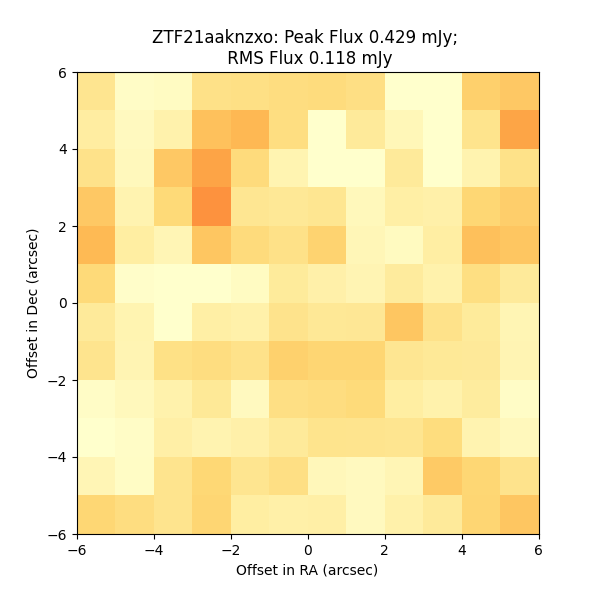 ZTF21aaknzxo: Peak Flux 0.429 mJy;
RMS Flux 0.118 mJy
6
4
2
0
−2
−4
−6
Offset in Dec (arcsec)
−6 −4 −2 0 2 4 6
Offset in RA (arcsec)